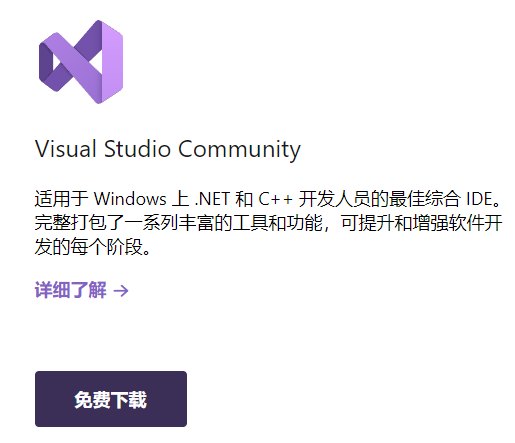 Visual Studio Community
适用于 Windows 上 .NET 和 C++ 开发人员的最佳综合 IDE。
完整打包了一系列丰富的工具和功能，可提升和增强软件开
发的每个阶段。
详细了解 →
免费下载